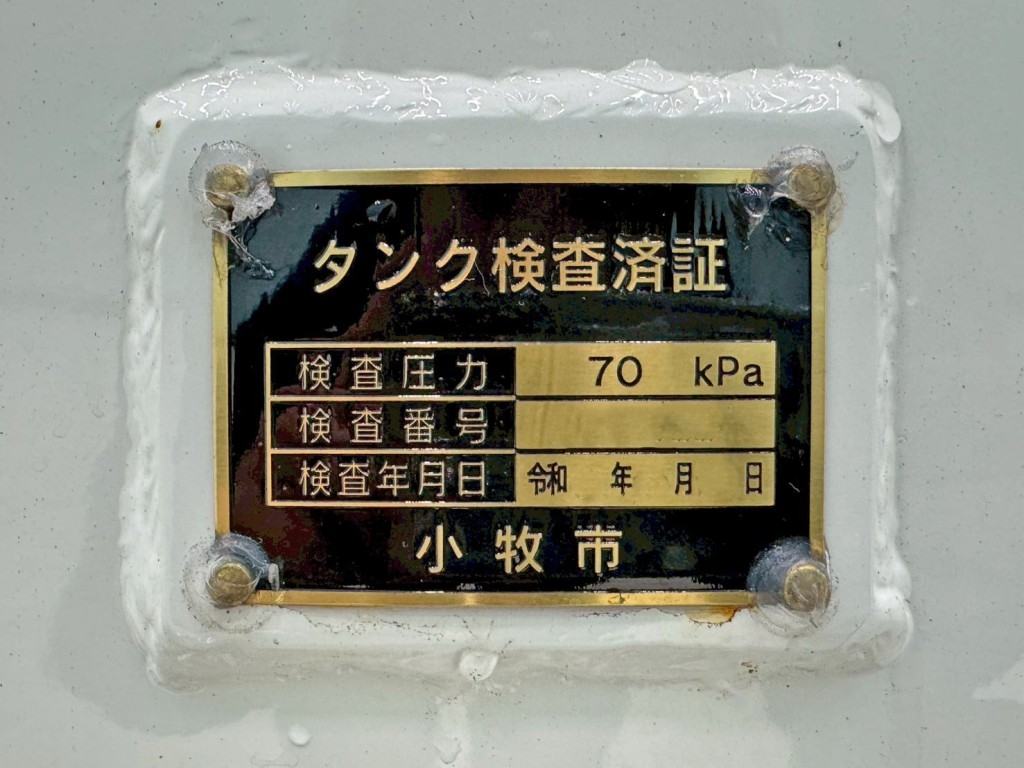 タンク検査済証
検査圧力 70 kPa
検査番号
検査年月日 令和 年 月 日
小牧市